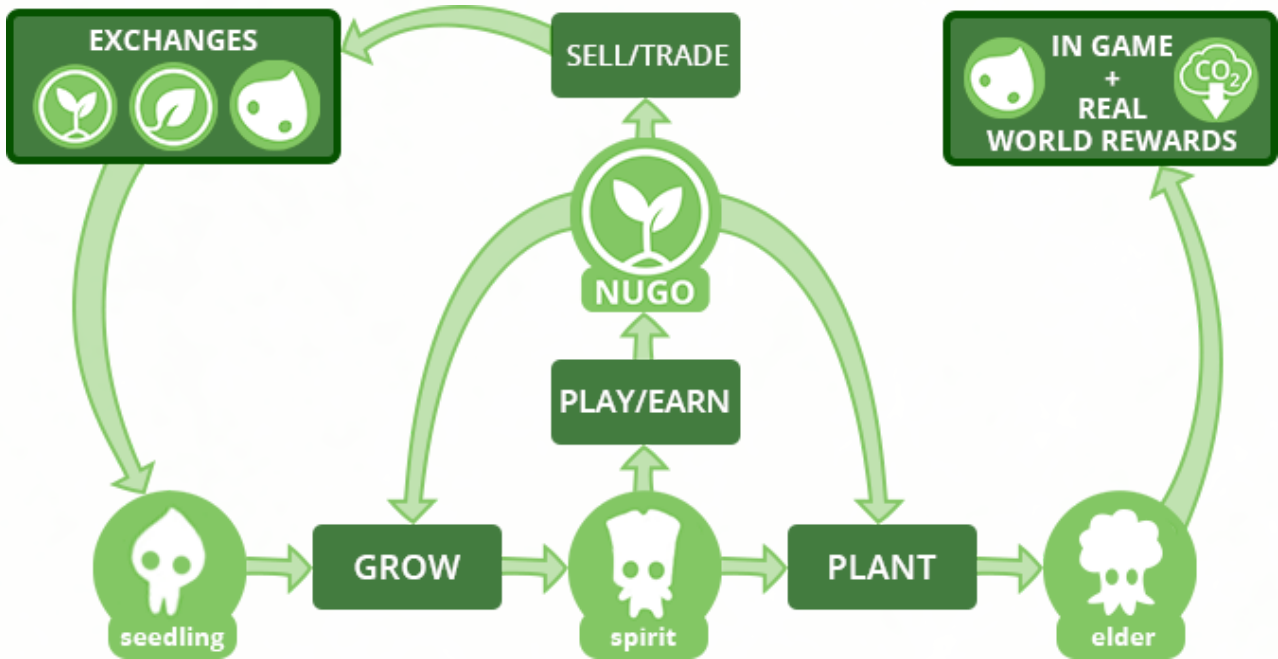 EXCHANGES
SELL/TRADE
IN GAME
+
REAL
WORLD REWARDS
CO2
NUGO
PLAY/EARN
GROW
PLANT
seedling
spirit
elder